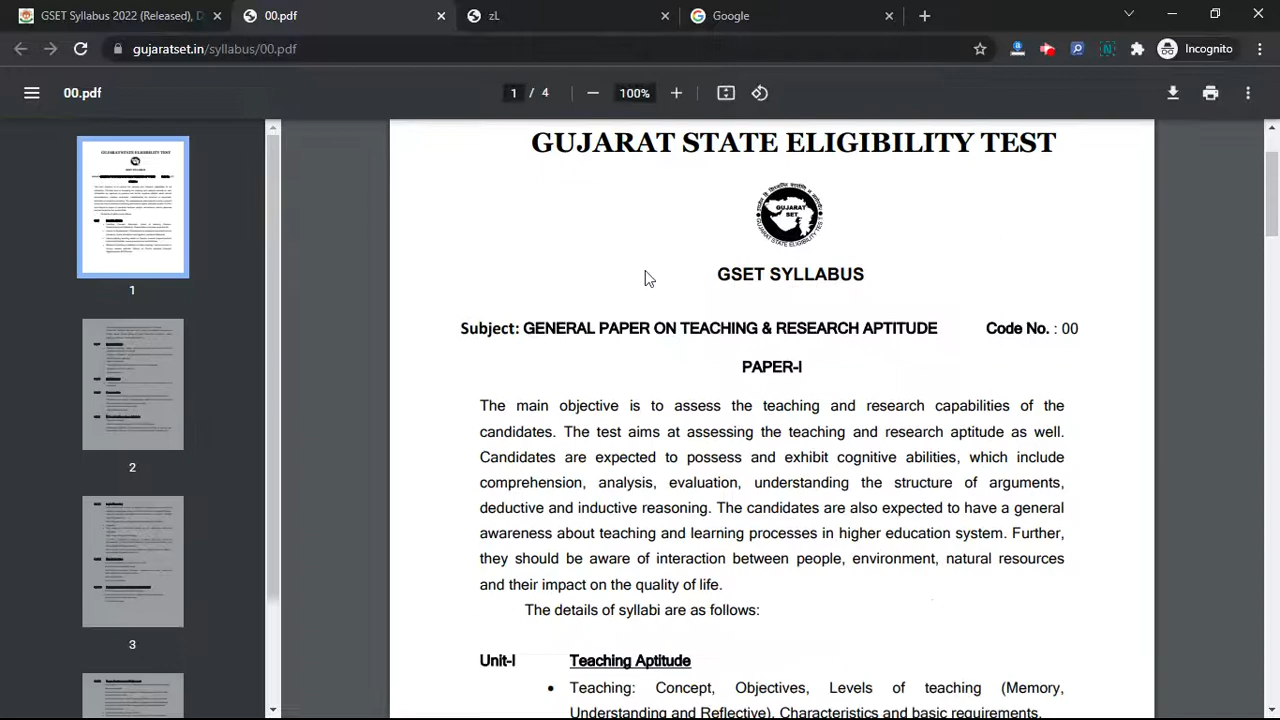 GSET Syllabus 2022 (Released), D
00.pdf
zL
Google
gujaratset.in/syllabus/00.pdf
Incognito
00.pdf
1 / 4
100%
GUJARAT STATE ELIGIBILITY TEST
GUJARAT
SET
GUJARAT STATE ELIGIBILITY TEST
GSET SYLLABUS
Subject: GENERAL PAPER ON TEACHING & RESEARCH APTITUDE Code No. : 00
PAPER-I
The main objective is to assess the teaching and research capabilities of the
candidates. The test aims at assessing the teaching and research aptitude as well.
Candidates are expected to possess and exhibit cognitive abilities, which include
comprehension, analysis, evaluation, understanding the structure of arguments,
deductive and inductive reasoning. The candidates are also expected to have a general
awareness about teaching and learning processes in higher education system. Further,
they should be aware of interaction between people, environment, natural resources
and their impact on the quality of life.
The details of syllabi are as follows:
Unit-I Teaching Aptitude
• Teaching: Concept, Objectives, Levels of teaching (Memory,
Understanding and Reflective), Characteristics and basic requirements.
1
2
3